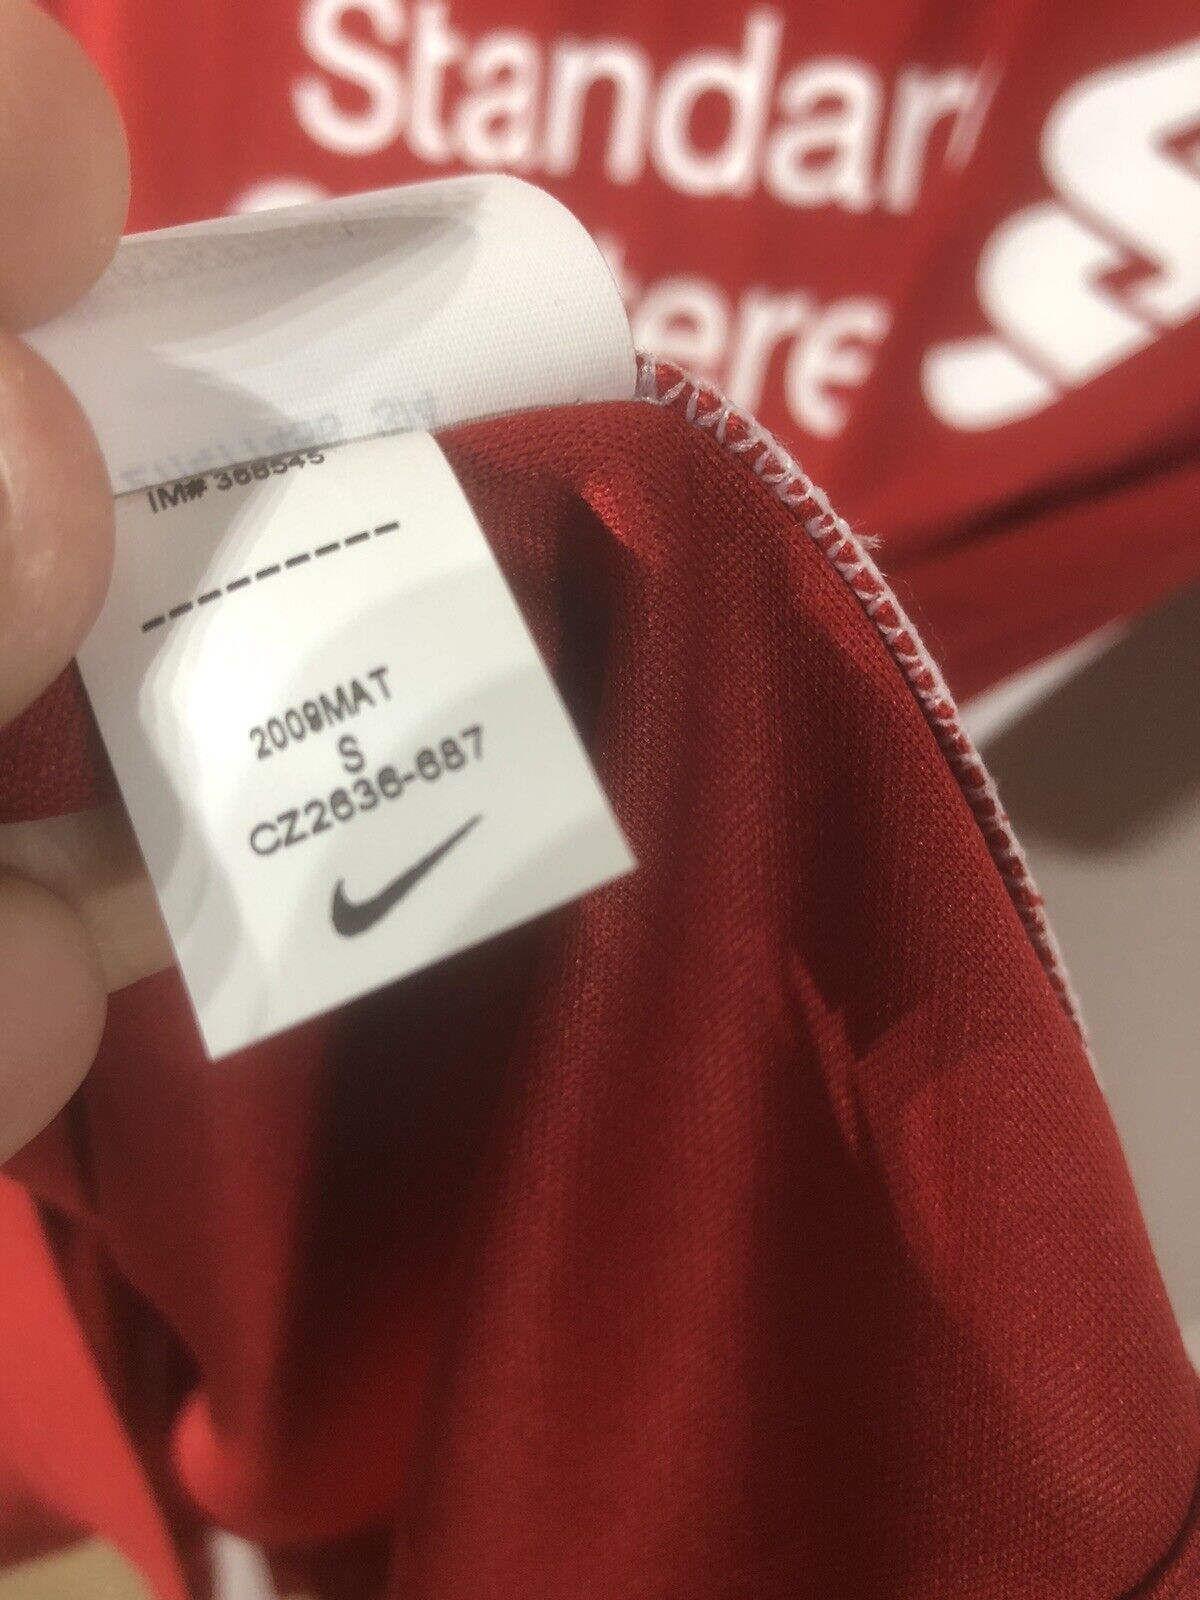 Standar
tere
IM# 368545
---------
2009MAT
S
CZ2636-687